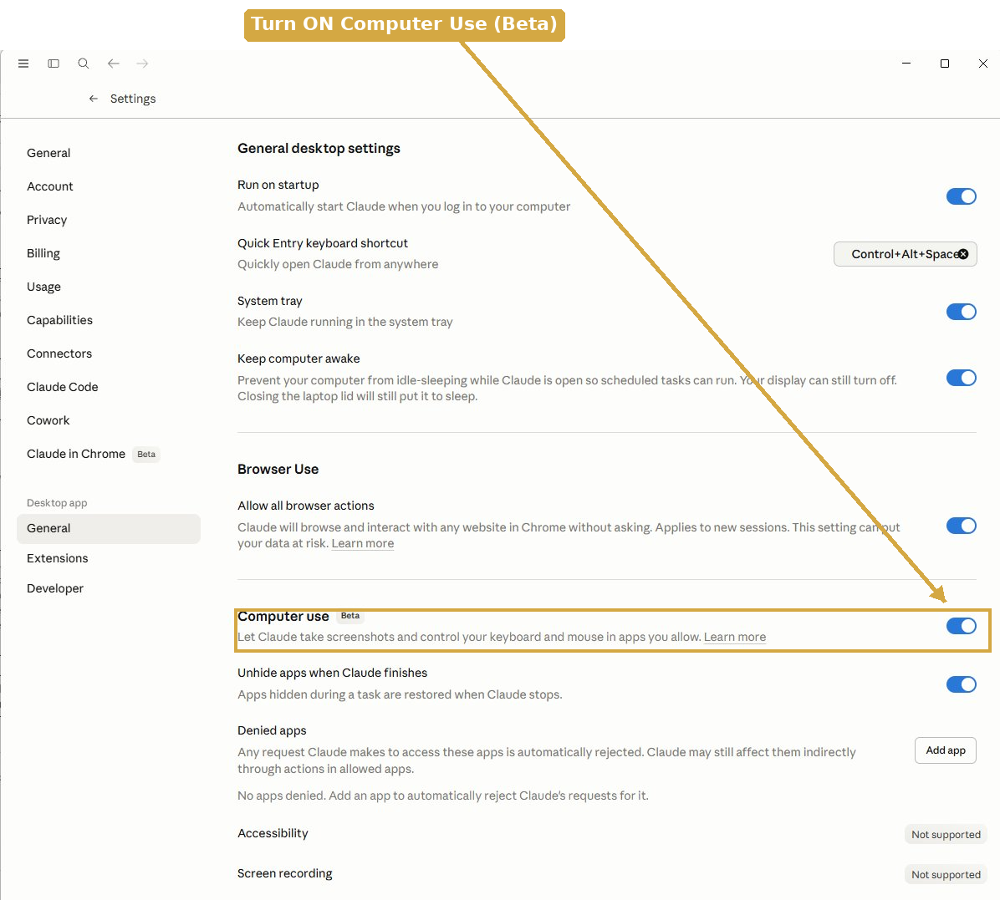 Turn ON Computer Use (Beta)
Settings
General
Account
Privacy
Billing
Usage
Capabilities
Connectors
Claude Code
Cowork
Claude in Chrome Beta
Desktop app
General
Extensions
Developer
General desktop settings
Run on startup
Automatically start Claude when you log in to your computer
Quick Entry keyboard shortcut
Quickly open Claude from anywhere
Control+Alt+Space
System tray
Keep Claude running in the system tray
Keep computer awake
Prevent your computer from idle-sleeping while Claude is open so scheduled tasks can run. Your display can still turn off.
Closing the laptop lid will still put it to sleep.
Browser Use
Allow all browser actions
Claude will browse and interact with any website in Chrome without asking. Applies to new sessions. This setting can put
your data at risk. Learn more
Computer use Beta
Let Claude take screenshots and control your keyboard and mouse in apps you allow. Learn more
Unhide apps when Claude finishes
Apps hidden during a task are restored when Claude stops.
Denied apps
Any request Claude makes to access these apps is automatically rejected. Claude may still affect them indirectly
through actions in allowed apps.
Add app
No apps denied. Add an app to automatically reject Claude's requests for it.
Accessibility
Not supported
Screen recording
Not supported